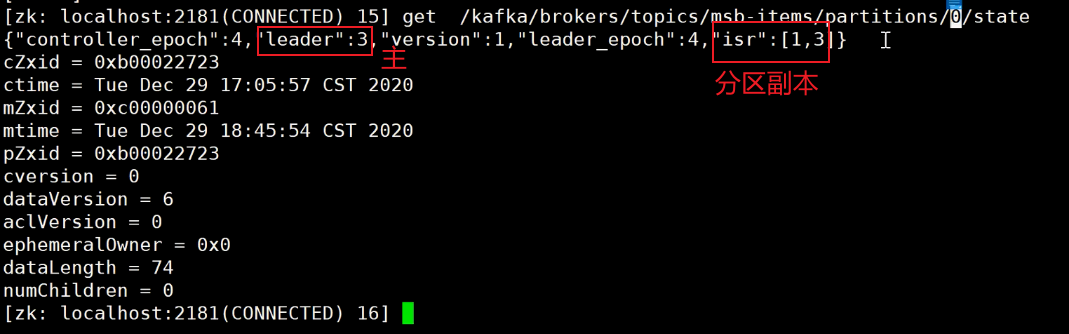 [zk: localhost:2181(CONNECTED) 15] get  /kafka/brokers/topics/msb-items/partitions/0/state
{"controller_epoch":4,"leader":3,"version":1,"leader_epoch":4,"isr":[1,3]}
主
分区副本
cZxid = 0xb00022723
ctime = Tue Dec 29 17:05:57 CST 2020
mZxid = 0xc00000061
mtime = Tue Dec 29 18:45:54 CST 2020
pZxid = 0xb00022723
cversion = 0
dataVersion = 6
aclVersion = 0
ephemeralOwner = 0x0
dataLength = 74
numChildren = 0
[zk: localhost:2181(CONNECTED) 16]